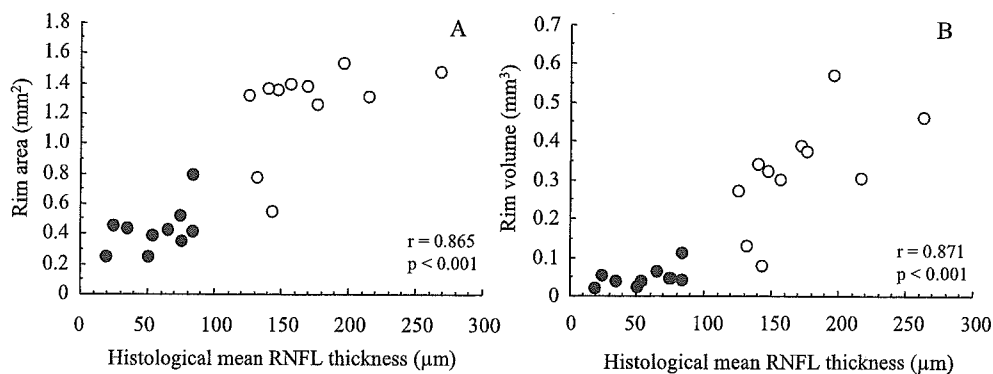 A
1.8
1.6
1.4
1.2
1.0
0.8
0.6
0.4
0.2
0
Rim area (mm²)
r = 0.865
p < 0.001
0 50 100 150 200 250 300
Histological mean RNFL thickness (µm)
B
0.7
0.6
0.5
0.4
0.3
0.2
0.1
0
Rim volume (mm³)
r = 0.871
p < 0.001
0 50 100 150 200 250 300
Histological mean RNFL thickness (µm)